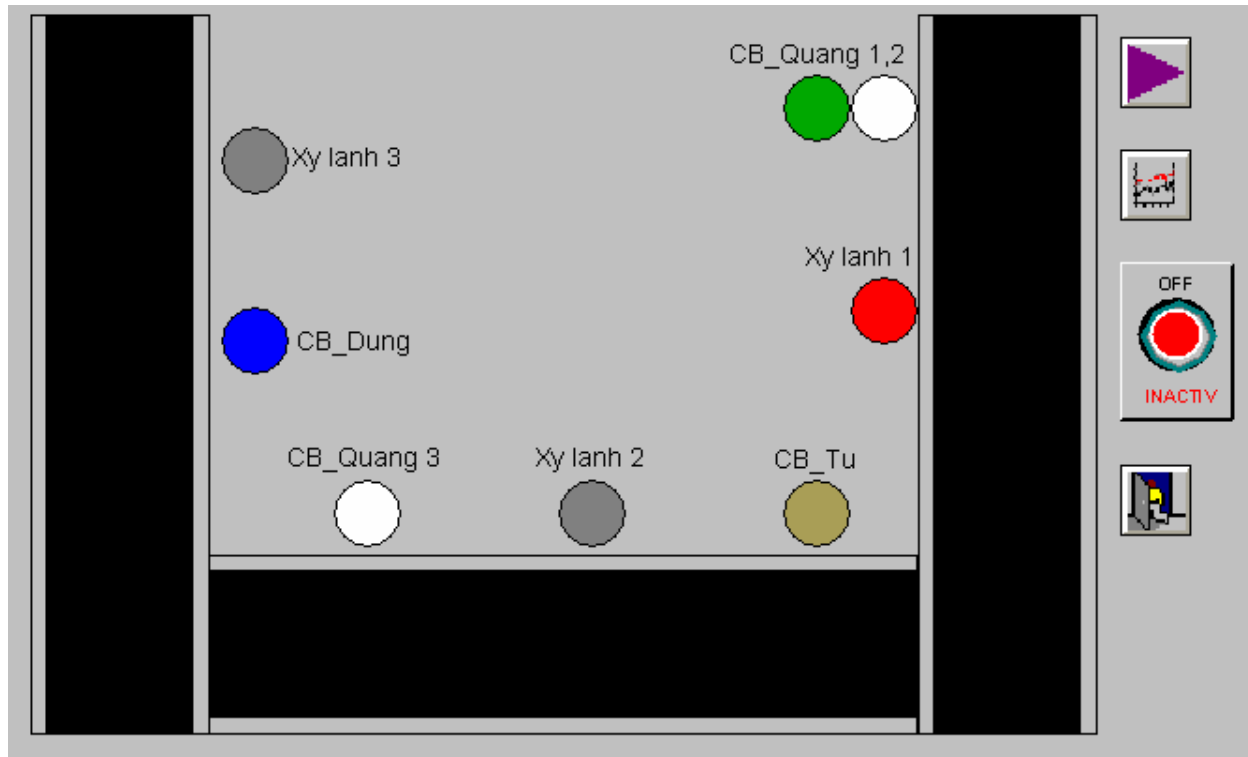 CB_Quang 1,2
Xy lanh 3
Xy lanh 1
OFF
CB_Dung
INACTIV
CB_Quang 3
Xy lanh 2
CB_Tu